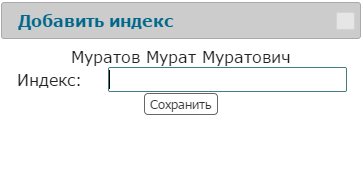 Добавить индекс
Муратов Мурат Муратович
Индекс:
Сохранить